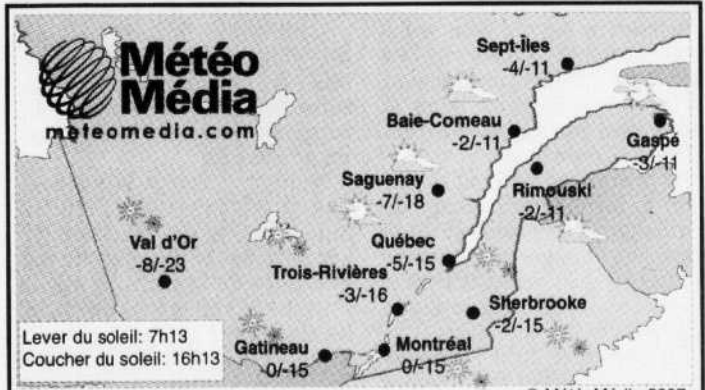 Météo
Média
meteomedia.com
Sept-Îles
-4/-11
Baie-Comeau
-2/-11
Gaspé
-3/-11
Saguenay
-7/-18
Rimouski
-2/-11
Val d'Or
-8/-23
Québec
-5/-15
Trois-Rivières
-3/-16
Sherbrooke
-2/-15
Lever du soleil: 7h13
Coucher du soleil: 16h13
Gatineau
0/-15
Montréal
0/-15